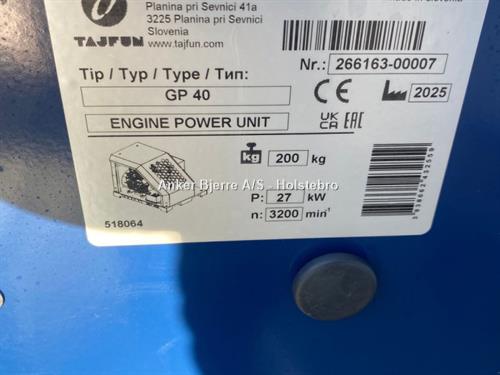 Planina pri Sevnici 41a
3225 Planina pri Sevnici
Slovenia
www.tajfun.com
TAJFUN
in Slovenia
Nr.: 266163-00007
Tip / Typ / Type / Тип:
GP 40
CE
2025
ENGINE POWER UNIT
UK CA EAC
kg 200 kg
Anker Bjerre A/S - Holstebro
P: 27 kW
n: 3200 min⁻¹
518064